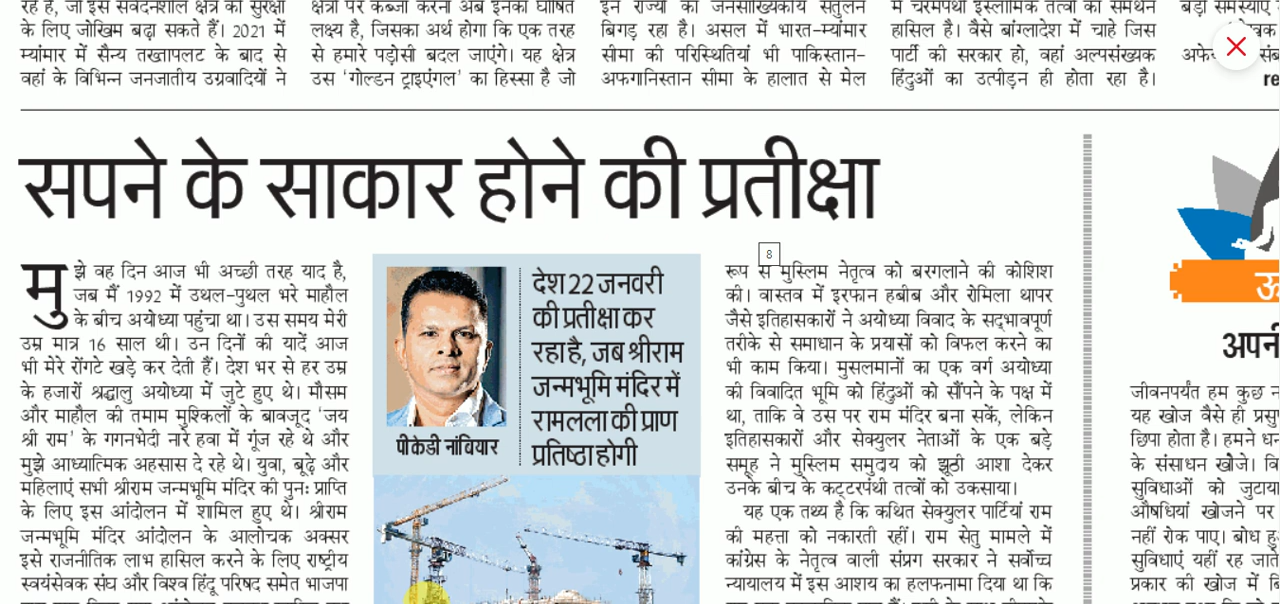 रहे हैं, जो इस संवेदनशील क्षेत्र की सुरक्षा
के लिए जोखिम बढ़ा सकते हैं। 2021 में
म्यांमार में सैन्य तख्तापलट के बाद से
वहां के विभिन्न जनजातीय उग्रवादियों ने
क्षेत्रों पर कब्जा करना अब इनका घोषित
लक्ष्य है, जिसका अर्थ होगा कि एक तरह
से हमारे पड़ोसी बदल जाएंगे। यह क्षेत्र
उस 'गोल्डन ट्राइएंगल' का हिस्सा है जो
इन राज्यों का जनसांख्यिकीय संतुलन
बिगड़ रहा है। असल में भारत-म्यांमार
सीमा की परिस्थितियां भी पाकिस्तान-
अफगानिस्तान सीमा के हालात से मेल
में चरमपंथी इस्लामिक तत्वों का समर्थन
हासिल है। वैसे बांग्लादेश में चाहे जिस
पार्टी की सरकार हो, वहां अल्पसंख्यक
हिंदुओं का उत्पीड़न ही होता रहा है।
बड़ी समस्याएं
re
सपने के साकार होने की प्रतीक्षा
मुझे वह दिन आज भी अच्छी तरह याद है,
जब मैं 1992 में उथल-पुथल भरे माहौल
के बीच अयोध्या पहुंचा था। उस समय मेरी
उम्र मात्र 16 साल थी। उन दिनों की यादें आज
भी मेरे रोंगटे खड़े कर देती हैं। देश भर से हर उम्र
के हजारों श्रद्धालु अयोध्या में जुटे हुए थे। मौसम
और माहौल की तमाम मुश्किलों के बावजूद 'जय
श्री राम' के गगनभेदी नारे हवा में गूंज रहे थे और
मुझे आध्यात्मिक अहसास दे रहे थे। युवा, बूढ़े और
महिलाएं सभी श्रीराम जन्मभूमि मंदिर की पुनः प्राप्ति
के लिए इस आंदोलन में शामिल हुए थे। श्रीराम
जन्मभूमि मंदिर आंदोलन के आलोचक अक्सर
इसे राजनीतिक लाभ हासिल करने के लिए राष्ट्रीय
स्वयंसेवक संघ और विश्व हिंदू परिषद समेत भाजपा
पीकेडी नांबियार
देश 22 जनवरी
की प्रतीक्षा कर
रहा है, जब श्रीराम
जन्मभूमि मंदिर में
रामलला की प्राण
प्रतिष्ठा होगी
8
रूप से मुस्लिम नेतृत्व को बरगलाने की कोशिश
की। वास्तव में इरफान हबीब और रोमिला थापर
जैसे इतिहासकारों ने अयोध्या विवाद के सद्भावपूर्ण
तरीके से समाधान के प्रयासों को विफल करने का
भी काम किया। मुसलमानों का एक वर्ग अयोध्या
की विवादित भूमि को हिंदुओं को सौंपने के पक्ष में
था, ताकि वे उस पर राम मंदिर बना सकें, लेकिन
इतिहासकारों और सेक्युलर नेताओं के एक बड़े
समूह ने मुस्लिम समुदाय को झूठी आशा देकर
उनके बीच के कट्टरपंथी तत्वों को उकसाया।
यह एक तथ्य है कि कथित सेक्युलर पार्टियां राम
की महत्ता को नकारती रहीं। राम सेतु मामले में
कांग्रेस के नेतृत्व वाली संप्रग सरकार ने सर्वोच्च
न्यायालय में इस आशय का हलफनामा दिया था कि
ऊ
अपनी
जीवनपर्यंत हम कुछ
यह खोज वैसे ही
छिपा होता है। हमने
के संसाधन खोजे।
सुविधाओं को
औषधियां खोजने पर
नहीं रोक पाए। बोध
सुविधाएं यहीं रह
प्रकार की खोज में